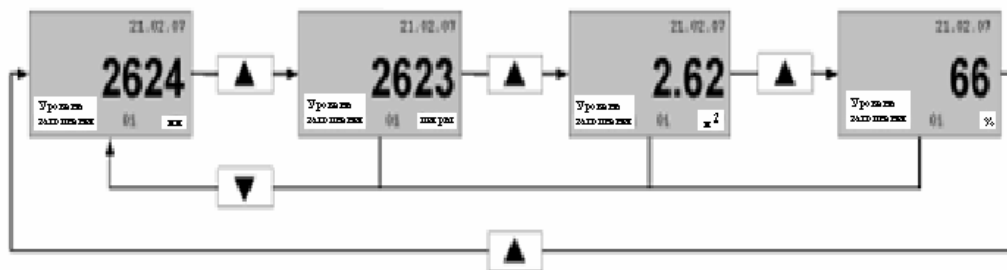 21.02.07
2624
Уровень
заполнения
01 мм
21.02.07
2623
Уровень
заполнения
01 литры
21.02.07
2.62
Уровень
заполнения
01
21.02.07
66
Уровень
заполнения
01 %